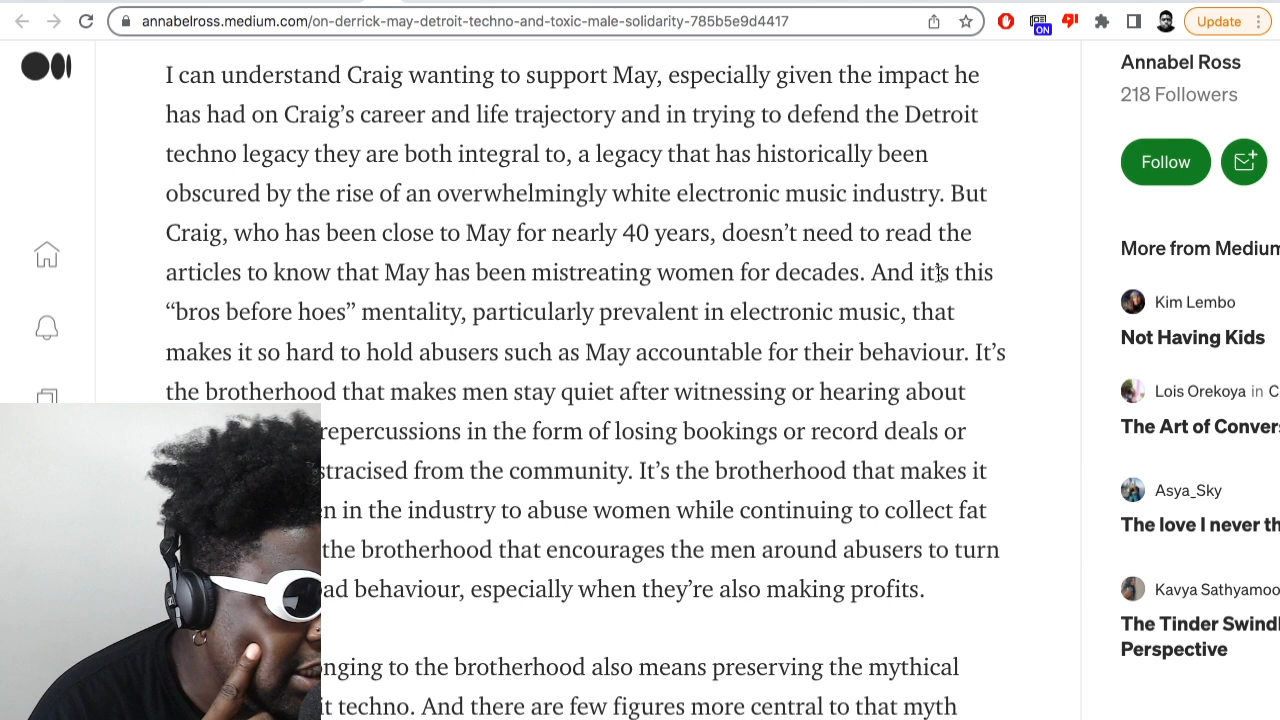 annabelross.medium.com/on-derrick-may-detroit-techno-and-toxic-male-solidarity-785b5e9d4417
ON
Update
I can understand Craig wanting to support May, especially given the impact he
has had on Craig’s career and life trajectory and in trying to defend the Detroit
techno legacy they are both integral to, a legacy that has historically been
obscured by the rise of an overwhelmingly white electronic music industry. But
Craig, who has been close to May for nearly 40 years, doesn’t need to read the
articles to know that May has been mistreating women for decades. And it’s this
“bros before hoes” mentality, particularly prevalent in electronic music, that
makes it so hard to hold abusers such as May accountable for their behaviour. It’s
the brotherhood that makes men stay quiet after witnessing or hearing about
repercussions in the form of losing bookings or record deals or
stracised from the community. It’s the brotherhood that makes it
n in the industry to abuse women while continuing to collect fat
the brotherhood that encourages the men around abusers to turn
ad behaviour, especially when they’re also making profits.
nging to the brotherhood also means preserving the mythical
it techno. And there are few figures more central to that myth
Annabel Ross
218 Followers
Follow
More from Medium
Kim Lembo
Not Having Kids
Lois Orekoya in C
The Art of Conver
Asya_Sky
The love I never th
Kavya Sathyamoo
The Tinder Swindl
Perspective